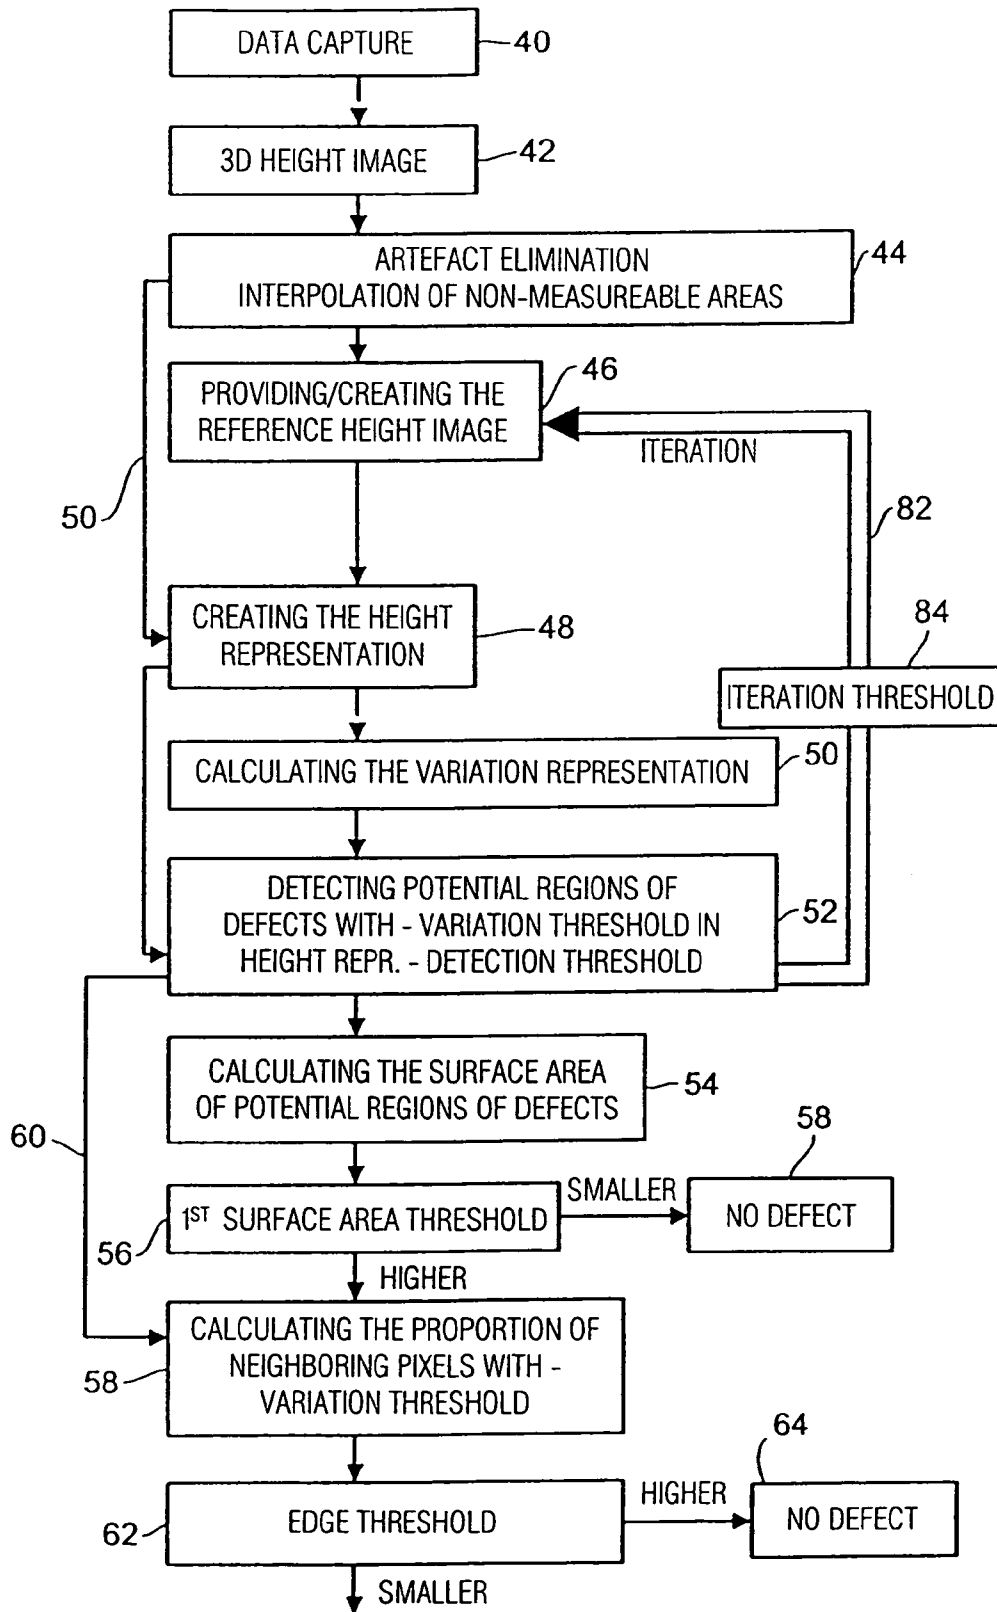 DATA CAPTURE
40
3D HEIGHT IMAGE
42
ARTEFACT ELIMINATION
INTERPOLATION OF NON-MEASUREABLE AREAS
44
PROVIDING/CREATING THE
REFERENCE HEIGHT IMAGE
46
ITERATION
50
82
CREATING THE HEIGHT
REPRESENTATION
48
84
ITERATION THRESHOLD
CALCULATING THE VARIATION REPRESENTATION
50
DETECTING POTENTIAL REGIONS OF
DEFECTS WITH - VARIATION THRESHOLD IN
HEIGHT REPR. - DETECTION THRESHOLD
52
CALCULATING THE SURFACE AREA
OF POTENTIAL REGIONS OF DEFECTS
54
60
1ST SURFACE AREA THRESHOLD
56
SMALLER
58
NO DEFECT
HIGHER
CALCULATING THE PROPORTION OF
NEIGHBORING PIXELS WITH -
VARIATION THRESHOLD
58
EDGE THRESHOLD
62
HIGHER
64
NO DEFECT
SMALLER